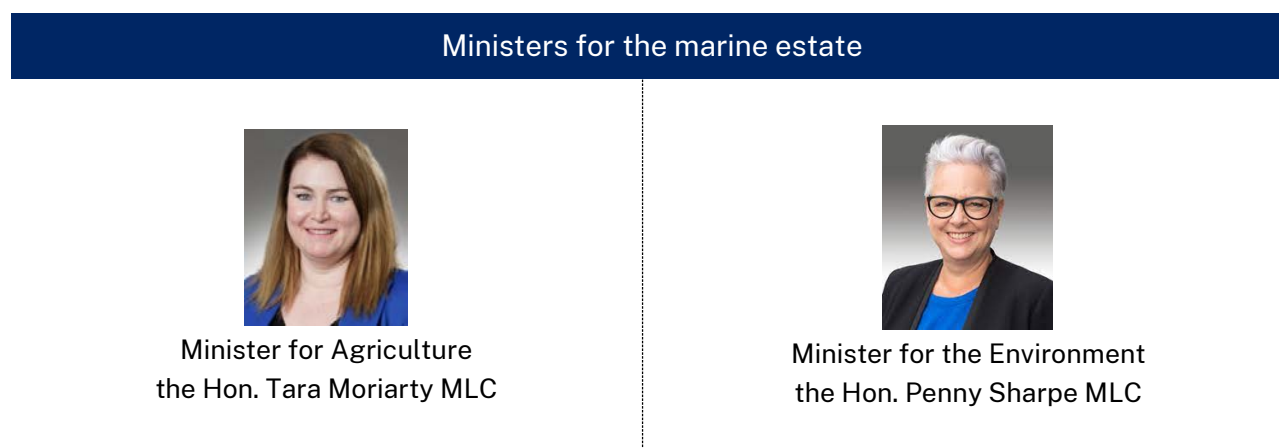 Ministers for the marine estate
Minister for Agriculture
the Hon. Tara Moriarty MLC
Minister for the Environment
the Hon. Penny Sharpe MLC